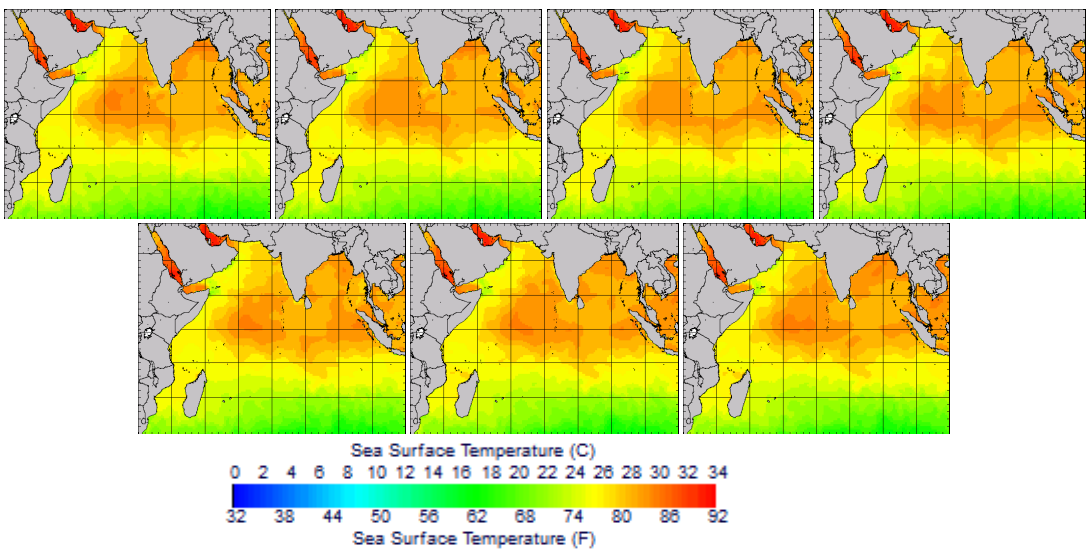 Sea Surface Temperature (C)
0 2 4 6 8 10 12 14 16 18 20 22 24 26 28 30 32 34
32 38 44 50 56 62 68 74 80 86 92
Sea Surface Temperature (F)